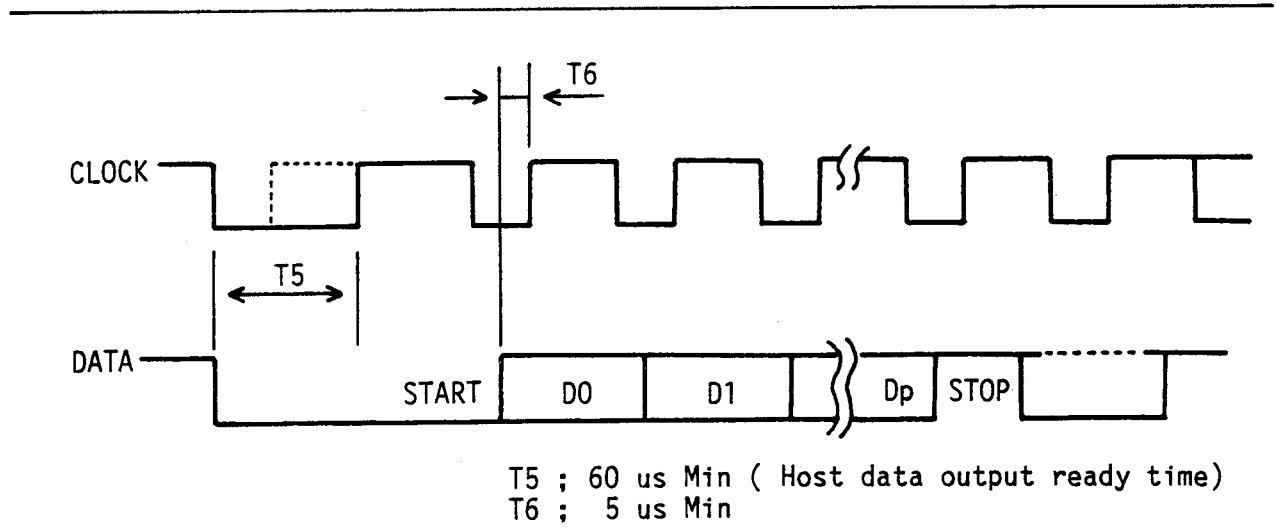 T6
CLOCK
T5
DATA
START D0 D1 Dp STOP
T5 ; 60 us Min ( Host data output ready time)
T6 ; 5 us Min